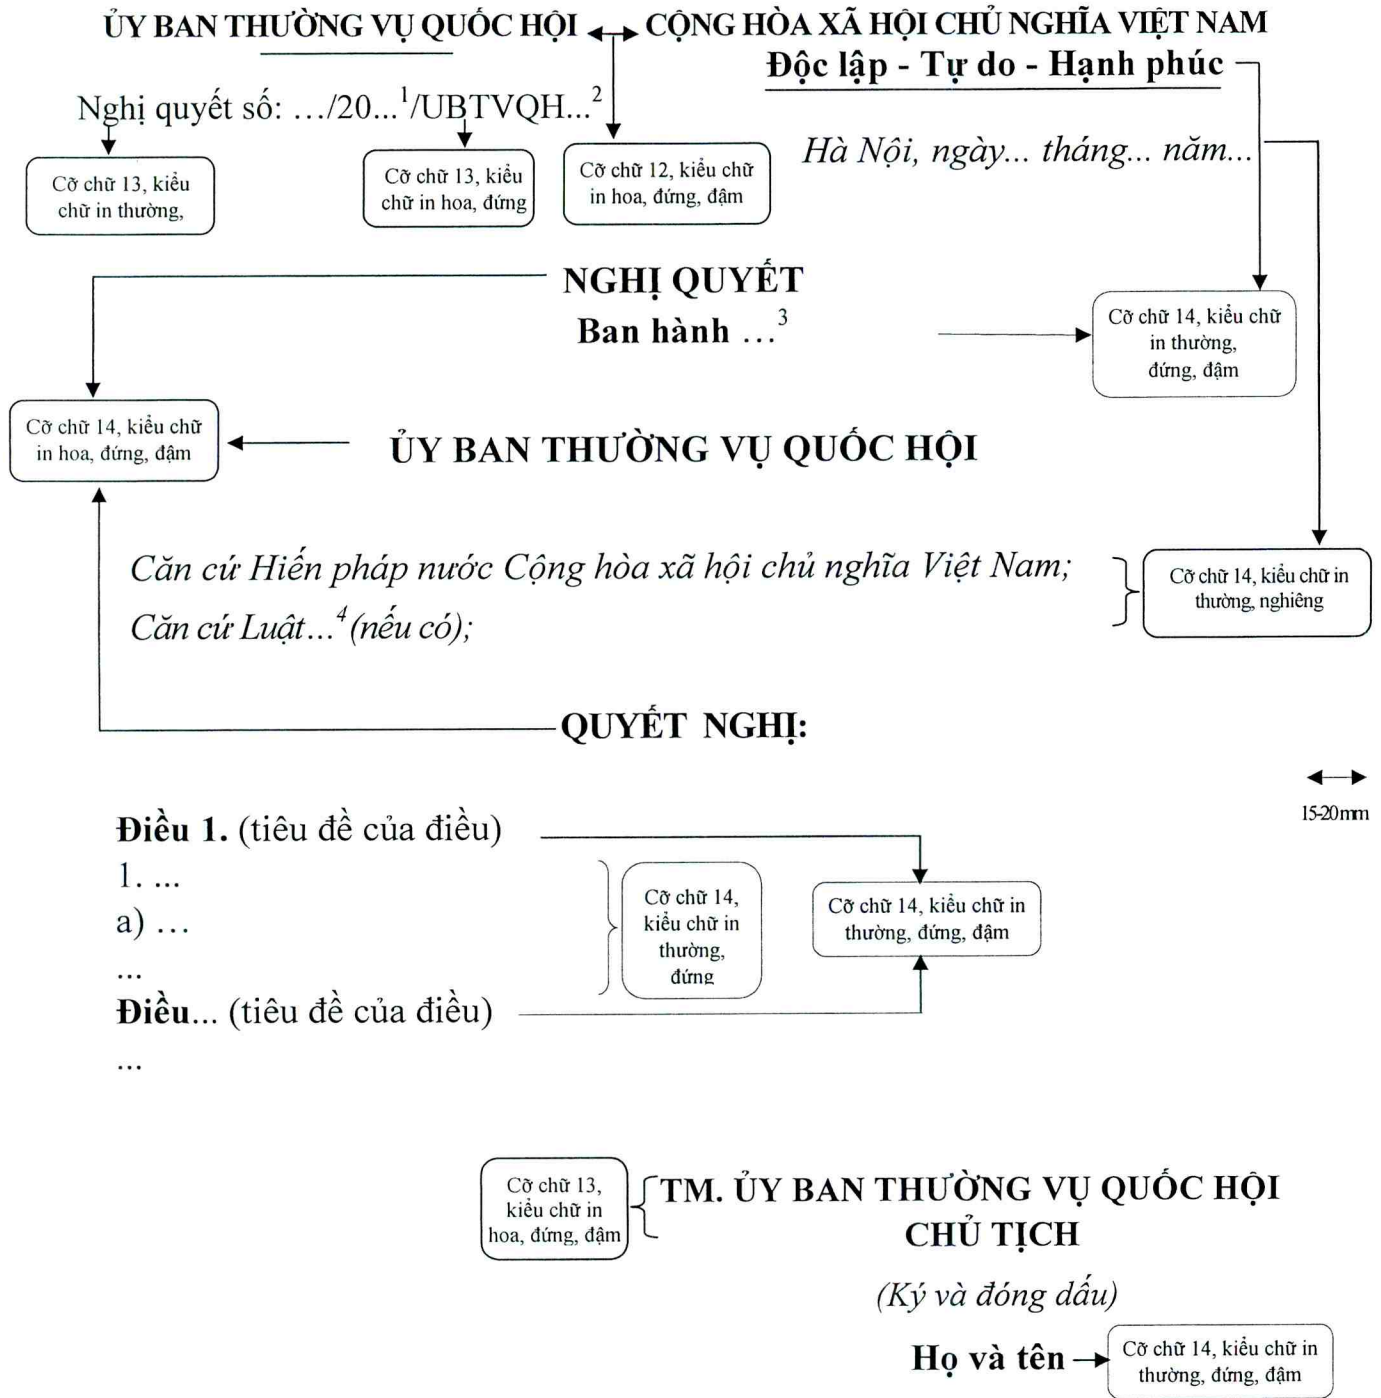 ỦY BAN THƯỜNG VỤ QUỐC HỘI CỘNG HÒA XÃ HỘI CHỦ NGHĨA VIỆT NAM
Độc lập - Tự do - Hạnh phúc
Nghị quyết số: .../20...1/UBTVQH...2
Hà Nội, ngày... tháng... năm...
Cỡ chữ 13, kiểu
chữ in thường,
Cỡ chữ 13, kiểu
chữ in hoa, đứng
Cỡ chữ 12, kiểu chữ
in hoa, đứng, đậm
NGHỊ QUYẾT
Ban hành ...3
Cỡ chữ 14, kiểu chữ
in thường,
đứng, đậm
Cỡ chữ 14, kiểu chữ
in hoa, đứng, đậm
ỦY BAN THƯỜNG VỤ QUỐC HỘI
Căn cứ Hiến pháp nước Cộng hòa xã hội chủ nghĩa Việt Nam;
Căn cứ Luật...4 (nếu có);
Cỡ chữ 14, kiểu chữ in
thường, nghiêng
QUYẾT NGHỊ:
15-20mm
Điều 1. (tiêu đề của điều)
1. ...
a) ...
...
Cỡ chữ 14,
kiểu chữ in
thường,
đứng
Cỡ chữ 14, kiểu chữ in
thường, đứng, đậm
Điều... (tiêu đề của điều)
...
Cỡ chữ 13,
kiểu chữ in
hoa, đứng, đậm
TM. ỦY BAN THƯỜNG VỤ QUỐC HỘI
CHỦ TỊCH
(Ký và đóng dấu)
Họ và tên
Cỡ chữ 14, kiểu chữ in
thường, đứng, đậm